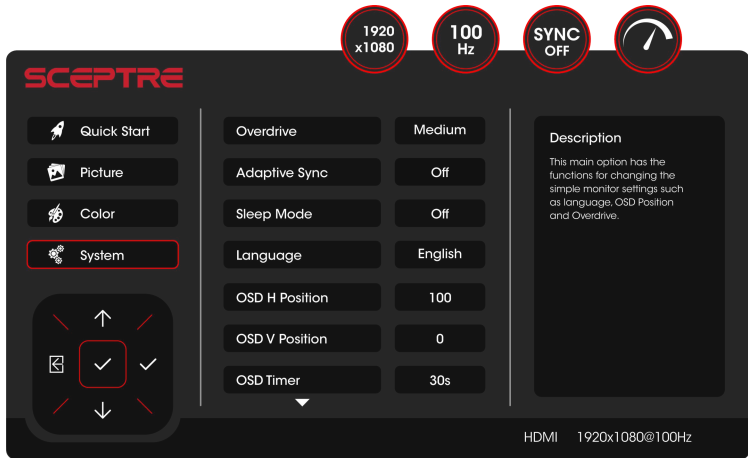 1920
x1080
100
Hz
SYNC
OFF
SCEPTRE
Quick Start
Picture
Color
System
Overdrive Medium
Adaptive Sync Off
Sleep Mode Off
Language English
OSD H Position 100
OSD V Position 0
OSD Timer 30s
Description
This main option has the
functions for changing the
simple monitor settings such
as language, OSD Position
and Overdrive.
HDMI 1920x1080@100Hz